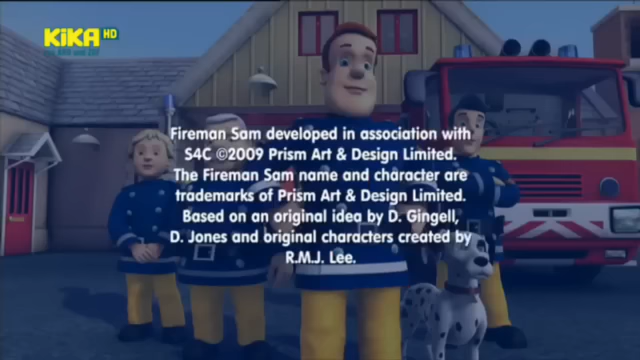 KiKA HD
Fireman Sam developed in association with
S4C ©2009 Prism Art & Design Limited.
The Fireman Sam name and character are
trademarks of Prism Art & Design Limited.
Based on an original idea by D. Gingell,
D. Jones and original characters created by
R.M.J. Lee.